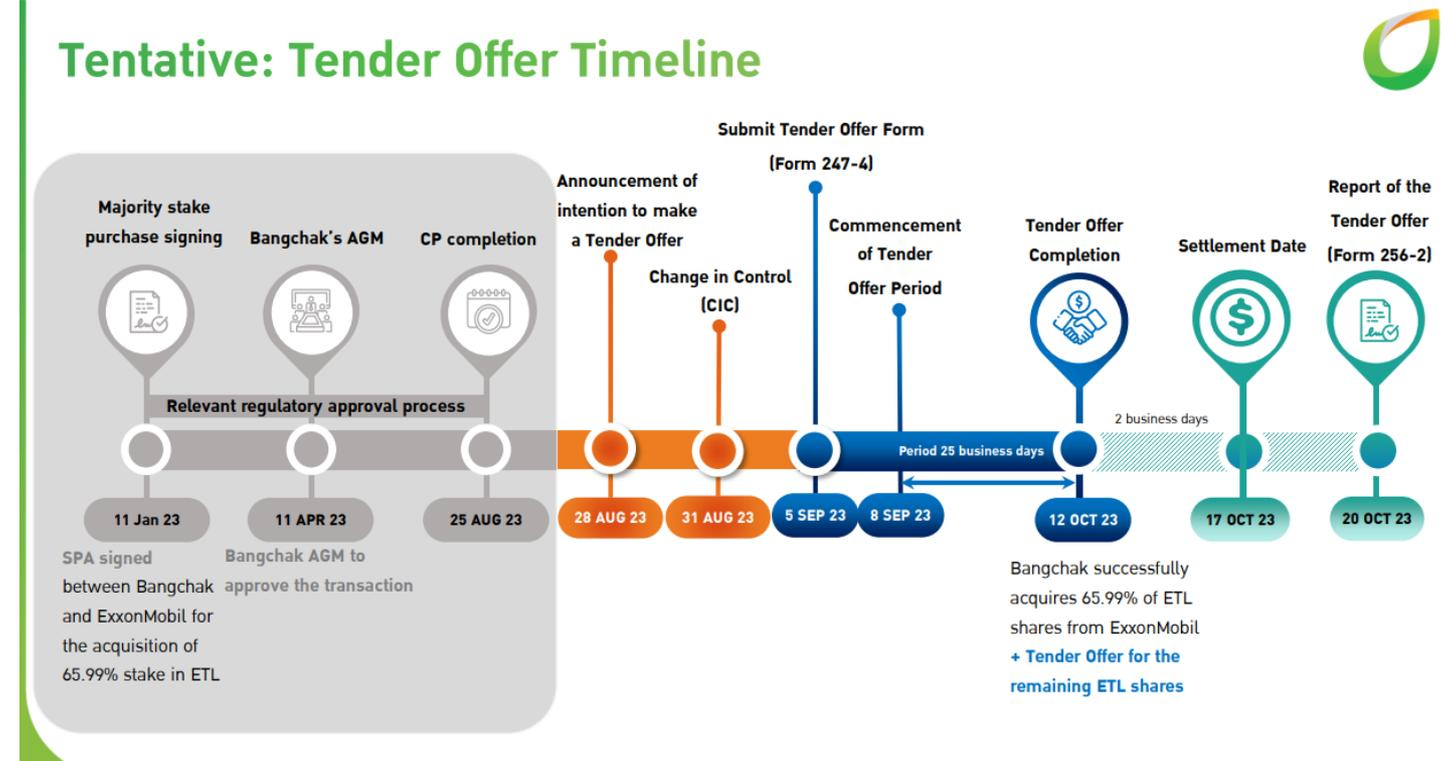 Tentative: Tender Offer Timeline
Majority stake
purchase signing
Bangchak's AGM
CP completion
Announcement of
intention to make
a Tender Offer
Change in Control
(CIC)
Submit Tender Offer Form
(Form 247-4)
Commencement
of Tender
Offer Period
Tender Offer
Completion
Settlement Date
Report of the
Tender Offer
(Form 256-2)
Relevant regulatory approval process
Period 25 business days
2 business days
11 Jan 23
11 APR 23
25 AUG 23
28 AUG 23
31 AUG 23
5 SEP 23
8 SEP 23
12 OCT 23
17 OCT 23
20 OCT 23
SPA signed
between Bangchak
and ExxonMobil for
the acquisition of
65.99% stake in ETL
Bangchak AGM to
approve the transaction
Bangchak successfully
acquires 65.99% of ETL
shares from ExxonMobil
+ Tender Offer for the
remaining ETL shares